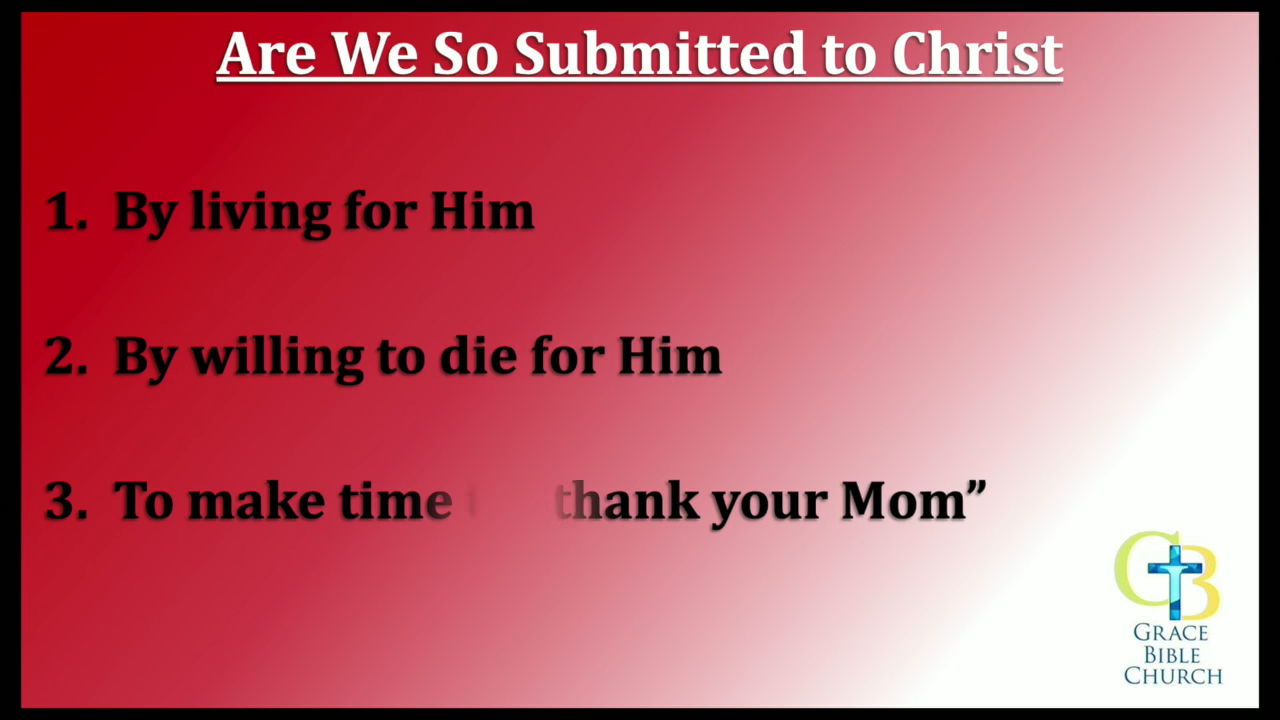 Are We So Submitted to Christ
1. By living for Him
2. By willing to die for Him
3. To make time thank your Mom”
GRACE
BIBLE
CHURCH